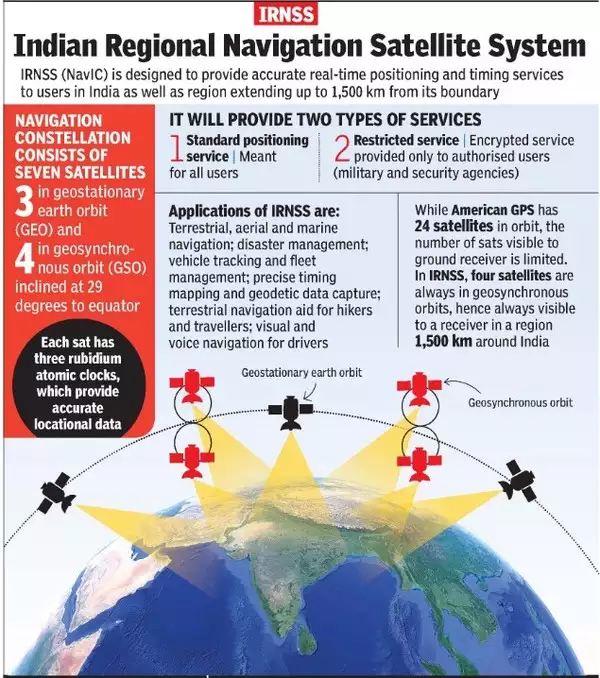 IRNSS
Indian Regional Navigation Satellite System
IRNSS (NavIC) is designed to provide accurate real-time positioning and timing services
to users in India as well as region extending up to 1,500 km from its boundary
NAVIGATION
CONSTELLATION
CONSISTS OF
SEVEN SATELLITES
3 in geostationary
earth orbit
(GEO) and
4 in geosynchro-
nous orbit (GSO)
inclined at 29
degrees to equator
Each sat has
three rubidium
atomic clocks,
which provide
accurate
locational data
IT WILL PROVIDE TWO TYPES OF SERVICES
1 Standard positioning
service | Meant
for all users
2 Restricted service | Encrypted service
provided only to authorised users
(military and security agencies)
Applications of IRNSS are:
Terrestrial, aerial and marine
navigation; disaster management;
vehicle tracking and fleet
management; precise timing
mapping and geodetic data capture;
terrestrial navigation aid for hikers
and travellers; visual and
voice navigation for drivers
While American GPS has
24 satellites in orbit, the
number of sats visible to
ground receiver is limited.
In IRNSS, four satellites are
always in geosynchronous
orbits, hence always visible
to a receiver in a region
1,500 km around India
Geostationary earth orbit
Geosynchronous orbit